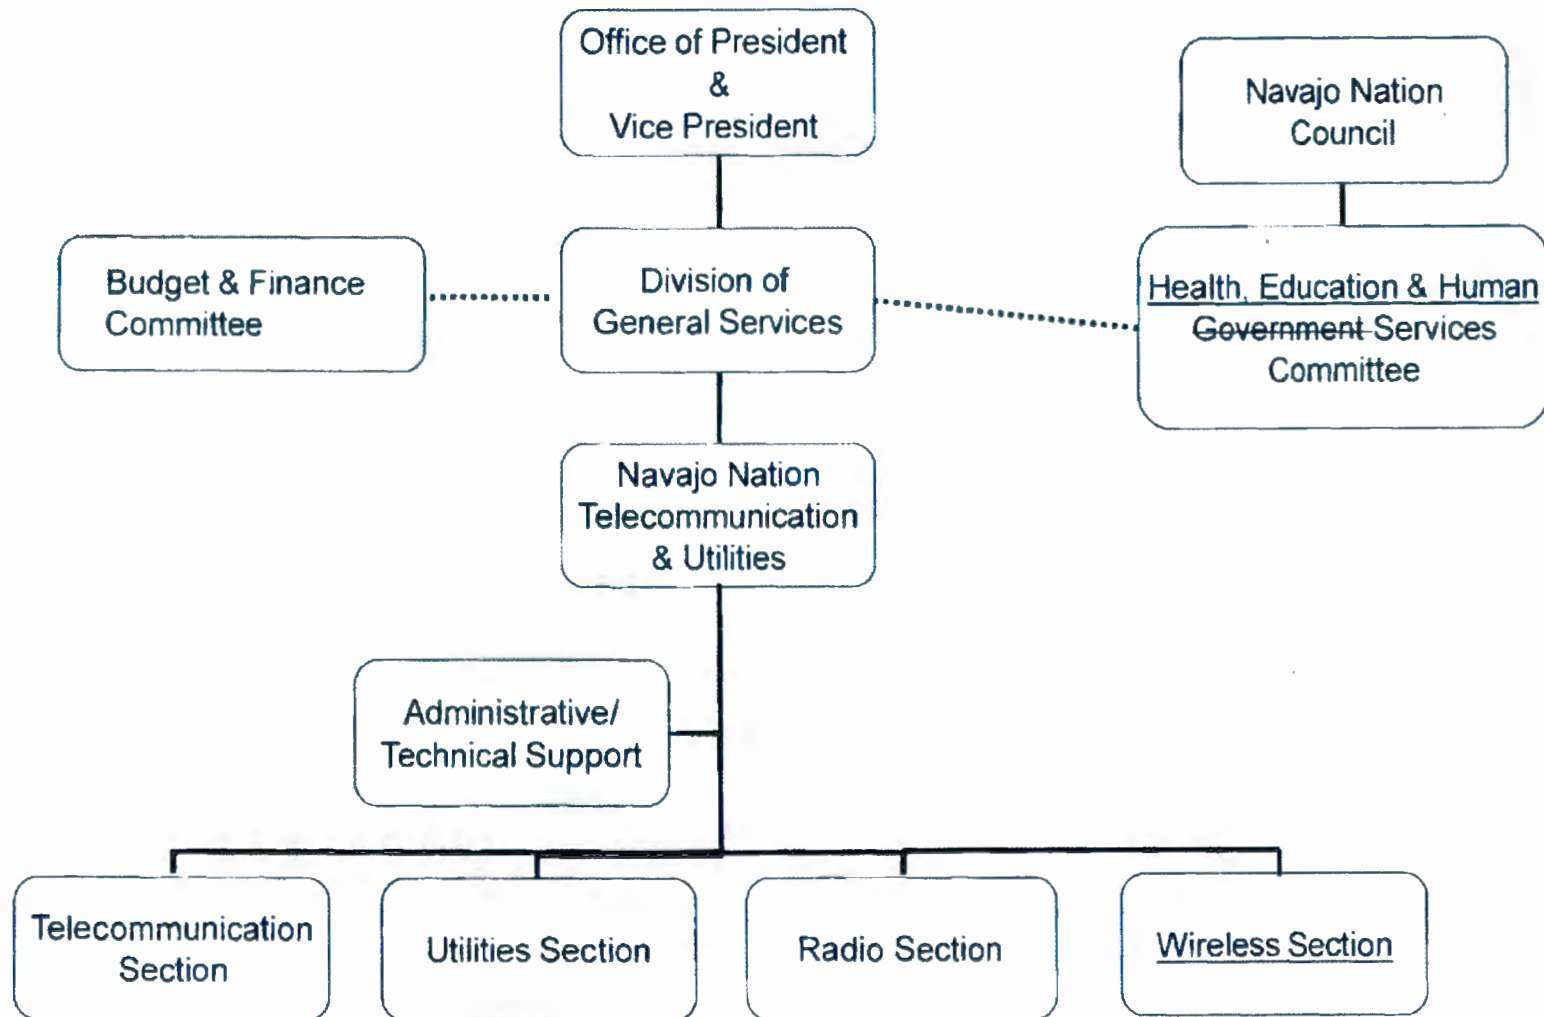 Office of President
&
Vice President
Navajo Nation
Council
Budget & Finance
Committee
Division of
General Services
Health, Education & Human
Government Services
Committee
Navajo Nation
Telecommunication
& Utilities
Administrative/
Technical Support
Telecommunication
Section
Utilities Section
Radio Section
Wireless Section